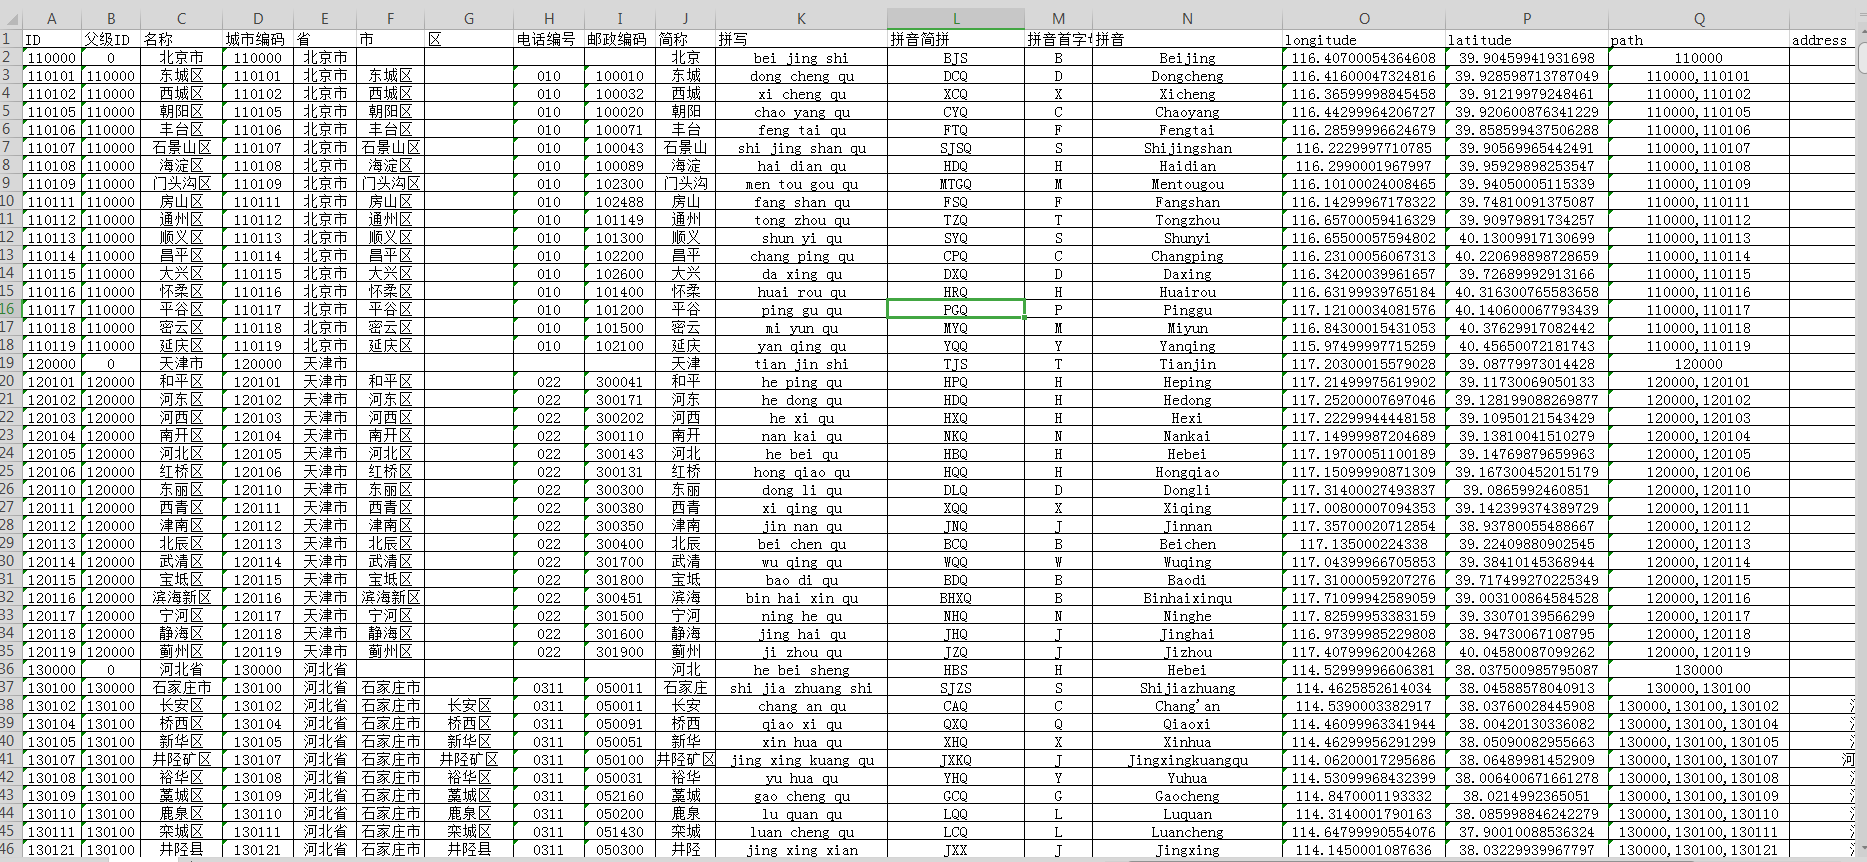 A B C D E F G H I J K L M N O P Q
1 ID 父级ID 名称 城市编码 省 市 区 电话编号 邮政编码 简称 拼写 拼音简拼 拼音首字 拼音 longitude latitude path address
2 110000 0 北京市 110000 北京市 北京 bei jing shi BJS B Beijing 116.407000054364608 39.90459941931698 110000
3 110101 110000 东城区 110101 北京市 东城区 010 100010 东城 dong cheng qu DCQ D Dongcheng 116.41600047324816 39.928598713787049 110000,110101
4 110102 110000 西城区 110102 北京市 西城区 010 100032 西城 xi cheng qu XCQ X Xicheng 116.36599998845458 39.91219979248461 110000,110102
5 110105 110000 朝阳区 110105 北京市 朝阳区 010 100020 朝阳 chao yang qu CYQ C Chaoyang 116.44299964206727 39.920600876341229 110000,110105
6 110106 110000 丰台区 110106 北京市 丰台区 010 100071 丰台 feng tai qu FTQ F Fengtai 116.28599996624679 39.858599437506288 110000,110106
7 110107 110000 石景山区 110107 北京市 石景山区 010 100043 石景山 shi jing shan qu SJSQ S Shijingshan 116.2229997710785 39.90569965442491 110000,110107
8 110108 110000 海淀区 110108 北京市 海淀区 010 100089 海淀 hai dian qu HDQ H Haidian 116.2990001967997 39.95929898253547 110000,110108
9 110109 110000 门头沟区 110109 北京市 门头沟区 010 102300 门头沟 men tou gou qu MTGQ M Mentougou 116.10100024008465 39.94050005115339 110000,110109
10 110111 110000 房山区 110111 北京市 房山区 010 102488 房山 fang shan qu FSQ F Fangshan 116.14299967178322 39.74810091375087 110000,110111
11 110112 110000 通州区 110112 北京市 通州区 010 101149 通州 tong zhou qu TZQ T Tongzhou 116.65700059416329 39.90979891734257 110000,110112
12 110113 110000 顺义区 110113 北京市 顺义区 010 101300 顺义 shun yi qu SYQ S Shunyi 116.65500057594802 40.13009917130699 110000,110113
13 110114 110000 昌平区 110114 北京市 昌平区 010 102200 昌平 chang ping qu CPQ C Changping 116.23100056067313 40.220698898728659 110000,110114
14 110115 110000 大兴区 110115 北京市 大兴区 010 102600 大兴 da xing qu DXQ D Daxing 116.34200039961657 39.72689992913166 110000,110115
15 110116 110000 怀柔区 110116 北京市 怀柔区 010 101400 怀柔 huai rou qu HRQ H Huairou 116.63199939765184 40.316300765583658 110000,110116
16 110117 110000 平谷区 110117 北京市 平谷区 010 101200 平谷 ping gu qu PGQ P Pinggu 117.12100034081576 40.140600067793439 110000,110117
17 110118 110000 密云区 110118 北京市 密云区 010 101500 密云 mi yun qu MYQ M Miyun 116.84300015431053 40.37629917082442 110000,110118
18 110119 110000 延庆区 110119 北京市 延庆区 010 102100 延庆 yan qing qu YQQ Y Yanqing 115.97499997715259 40.45650072181743 110000,110119
19 120000 0 天津市 120000 天津市 天津 tian jin shi TJS T Tianjin 117.20300015579028 39.08779973014428 120000
20 120101 120000 和平区 120101 天津市 和平区 022 300041 和平 he ping qu HPQ H Heping 117.21499975619902 39.11730069050133 120000,120101
21 120102 120000 河东区 120102 天津市 河东区 022 300171 河东 he dong qu HDQ H Hedong 117.25200007697046 39.128199088269877 120000,120102
22 120103 120000 河西区 120103 天津市 河西区 022 300202 河西 he xi qu HXQ H Hexi 117.22299944448158 39.10950121543429 120000,120103
23 120104 120000 南开区 120104 天津市 南开区 022 300110 南开 nan kai qu NKQ N Nankai 117.14999987204689 39.13810041510279 120000,120104
24 120105 120000 河北区 120105 天津市 河北区 022 300143 河北 he bei qu HBQ H Hebei 117.19700051100189 39.14769879659963 120000,120105
25 120106 120000 红桥区 120106 天津市 红桥区 022 300131 红桥 hong qiao qu HQQ H Hongqiao 117.15099990871309 39.167300452015179 120000,120106
26 120110 120000 东丽区 120110 天津市 东丽区 022 300300 东丽 dong li qu DLQ D Dongli 117.31400027493837 39.0865992460851 120000,120110
27 120111 120000 西青区 120111 天津市 西青区 022 300380 西青 xi qing qu XQQ X Xiqing 117.00800007094353 39.142399374389729 120000,120111
28 120112 120000 津南区 120112 天津市 津南区 022 300350 津南 jin nan qu JNQ J Jinnan 117.35700020712854 38.93780055488667 120000,120112
29 120113 120000 北辰区 120113 天津市 北辰区 022 300400 北辰 bei chen qu BCQ B Beichen 117.135000224338 39.22409880902545 120000,120113
30 120114 120000 武清区 120114 天津市 武清区 022 301700 武清 wu qing qu WQQ W Wuqing 117.04399966705853 39.38410145368944 120000,120114
31 120115 120000 宝坻区 120115 天津市 宝坻区 022 301800 宝坻 bao di qu BDQ B Baodi 117.31000059207276 39.717499270225349 120000,120115
32 120116 120000 滨海新区 120116 天津市 滨海新区 022 300451 滨海 bin hai xin qu BHXQ B Binhaixinqu 117.71099942589059 39.003100864584528 120000,120116
33 120117 120000 宁河区 120117 天津市 宁河区 022 301500 宁河 ning he qu NHQ N Ninghe 117.82599953383159 39.33070139566299 120000,120117
34 120118 120000 静海区 120118 天津市 静海区 022 301600 静海 jing hai qu JHQ J Jinghai 116.97399985229808 38.94730067108795 120000,120118
35 120119 120000 蓟州区 120119 天津市 蓟州区 022 301900 蓟州 ji zhou qu JZQ J Jizhou 117.40799962004268 40.04580087099262 120000,120119
36 130000 0 河北省 130000 河北省 河北 he bei sheng HBS H Hebei 114.52999996606381 38.037500985795087 130000
37 130100 130000 石家庄市 130100 河北省 石家庄市 0311 050011 石家庄 shi jia zhuang shi SJZS S Shijiazhuang 114.4625852614034 38.04588578040913 130000,130100
38 130102 130100 长安区 130102 河北省 石家庄市 长安区 0311 050011 长安 chang an qu CAQ C Chang'an 114.5390003382917 38.03760028445908 130000,130100,130102
39 130104 130100 桥西区 130104 河北省 石家庄市 桥西区 0311 050091 桥西 qiao xi qu QXQ Q Qiaoxi 114.46099963341944 38.00420130336082 130000,130100,130104
40 130105 130100 新华区 130105 河北省 石家庄市 新华区 0311 050051 新华 xin hua qu XHQ X Xinhua 114.46299956291299 38.05090082955663 130000,130100,130105
41 130107 130100 井陉矿区 130107 河北省 石家庄市 井陉矿区 0311 050100 井陉矿区 jing xing kuang qu JXKQ J Jingxingkuangqu 114.06200017295686 38.06489981452909 130000,130100,130107 河
42 130108 130100 裕华区 130108 河北省 石家庄市 裕华区 0311 050031 裕华 yu hua qu YHQ Y Yuhua 114.53099968432399 38.006400671661278 130000,130100,130108
43 130109 130100 藁城区 130109 河北省 石家庄市 藁城区 0311 052160 藁城 gao cheng qu GCQ G Gaocheng 114.8470001193332 38.0214992365051 130000,130100,130109
44 130110 130100 鹿泉区 130110 河北省 石家庄市 鹿泉区 0311 050200 鹿泉 lu quan qu LQQ L Luquan 114.3140001790163 38.085998846242279 130000,130100,130110
45 130111 130100 栾城区 130111 河北省 石家庄市 栾城区 0311 051430 栾城 luan cheng qu LCQ L Luancheng 114.64799990554076 37.90010088536324 130000,130100,130111
46 130121 130100 井陉县 130121 河北省 石家庄市 井陉县 0311 050300 井陉 jing xing xian JXX J Jingxing 114.1450001087636 38.03229939967797 130000,130100,130121